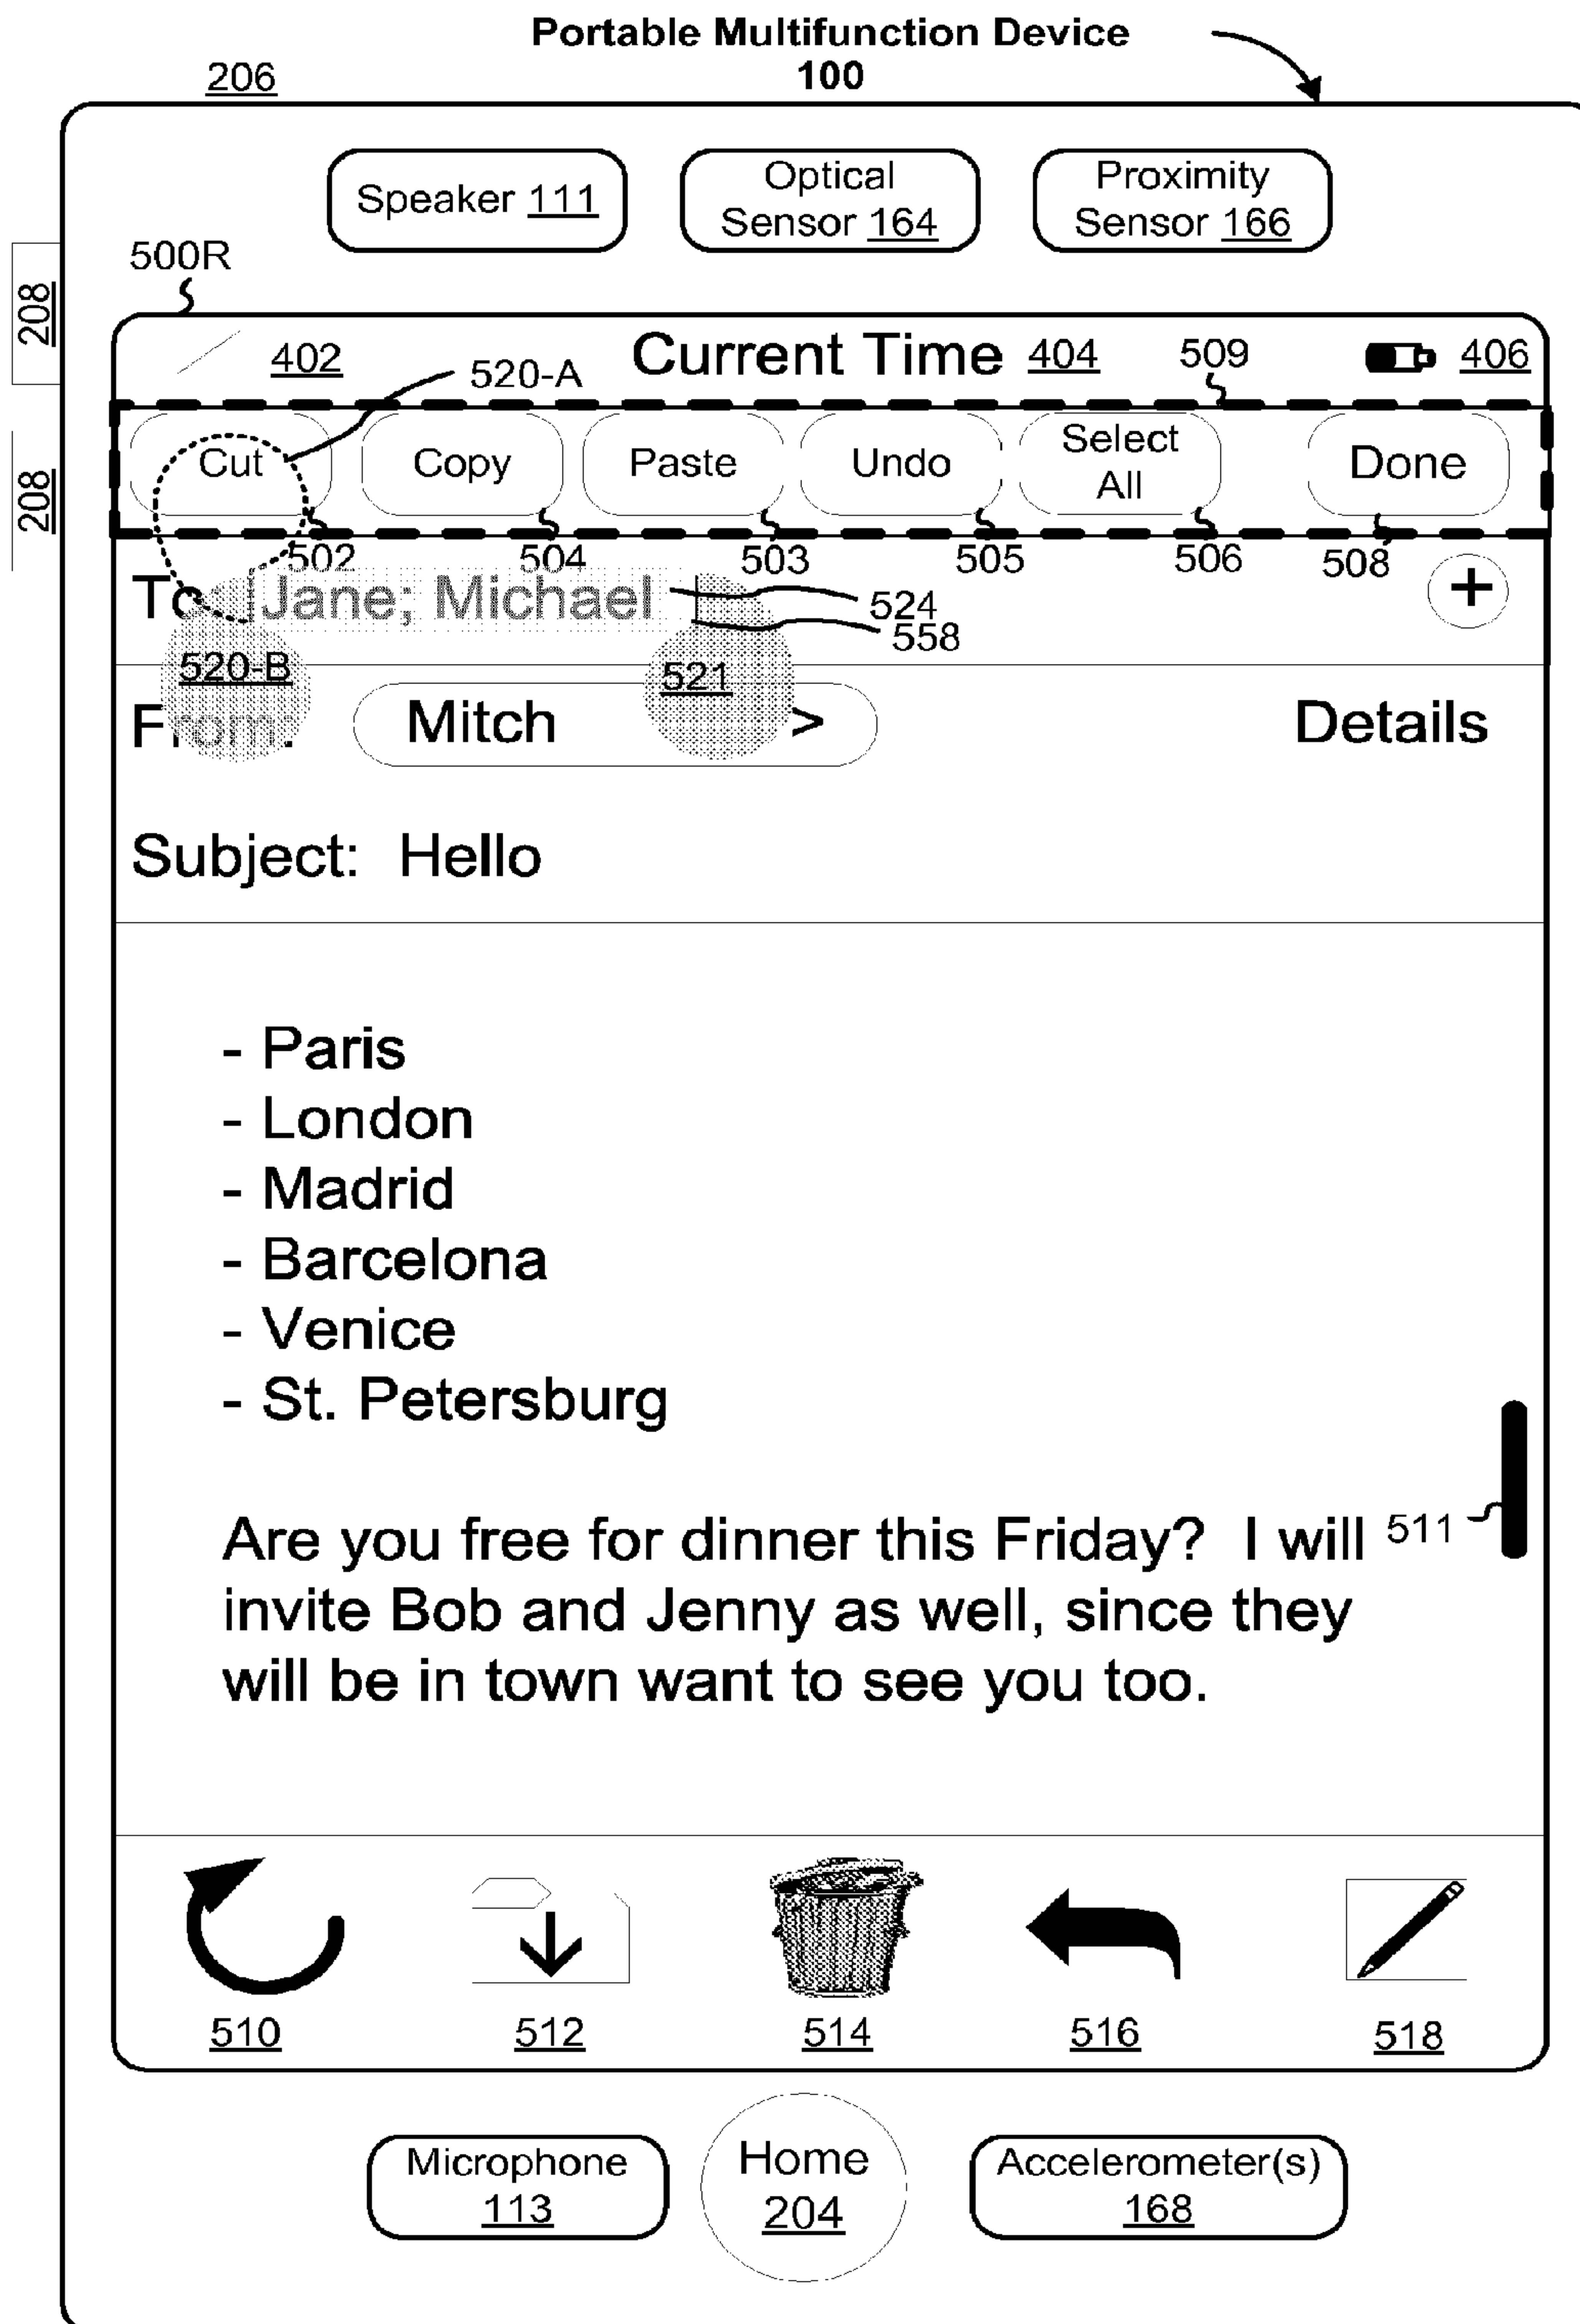 Portable Multifunction Device
100
206
Speaker 111
Optical
Sensor 164
Proximity
Sensor 166
208
208
500R
402
Current Time 404
509
406
520-A
Cut
Copy
Paste
Undo
Select
All
Done
502
504
503
505
506
508
To
Jane; Michael
524
558
+
520-B
521
From:
Mitch
>
Details
Subject: Hello
- Paris
- London
- Madrid
- Barcelona
- Venice
- St. Petersburg
Are you free for dinner this Friday? I will
511
invite Bob and Jenny as well, since they
will be in town want to see you too.
510
512
514
516
518
Microphone
113
Home
204
Accelerometer(s)
168